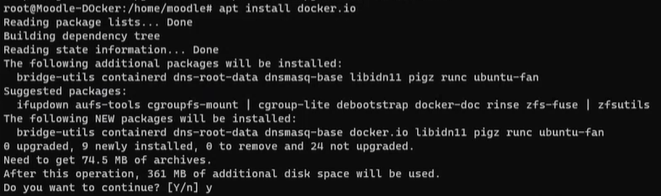 root@Moodle-DOcker:/home/moodle# apt install docker.io
Reading package lists... Done
Building dependency tree
Reading state information... Done
The following additional packages will be installed:
  bridge-utils containerd dns-root-data dnsmasq-base libidn11 pigz runc ubuntu-fan
Suggested packages:
  ifupdown aufs-tools cgroupfs-mount | cgroup-lite debootstrap docker-doc rinse zfs-fuse | zfsutils
The following NEW packages will be installed:
  bridge-utils containerd dns-root-data dnsmasq-base docker.io libidn11 pigz runc ubuntu-fan
0 upgraded, 9 newly installed, 0 to remove and 24 not upgraded.
Need to get 74.5 MB of archives.
After this operation, 361 MB of additional disk space will be used.
Do you want to continue? [Y/n] y